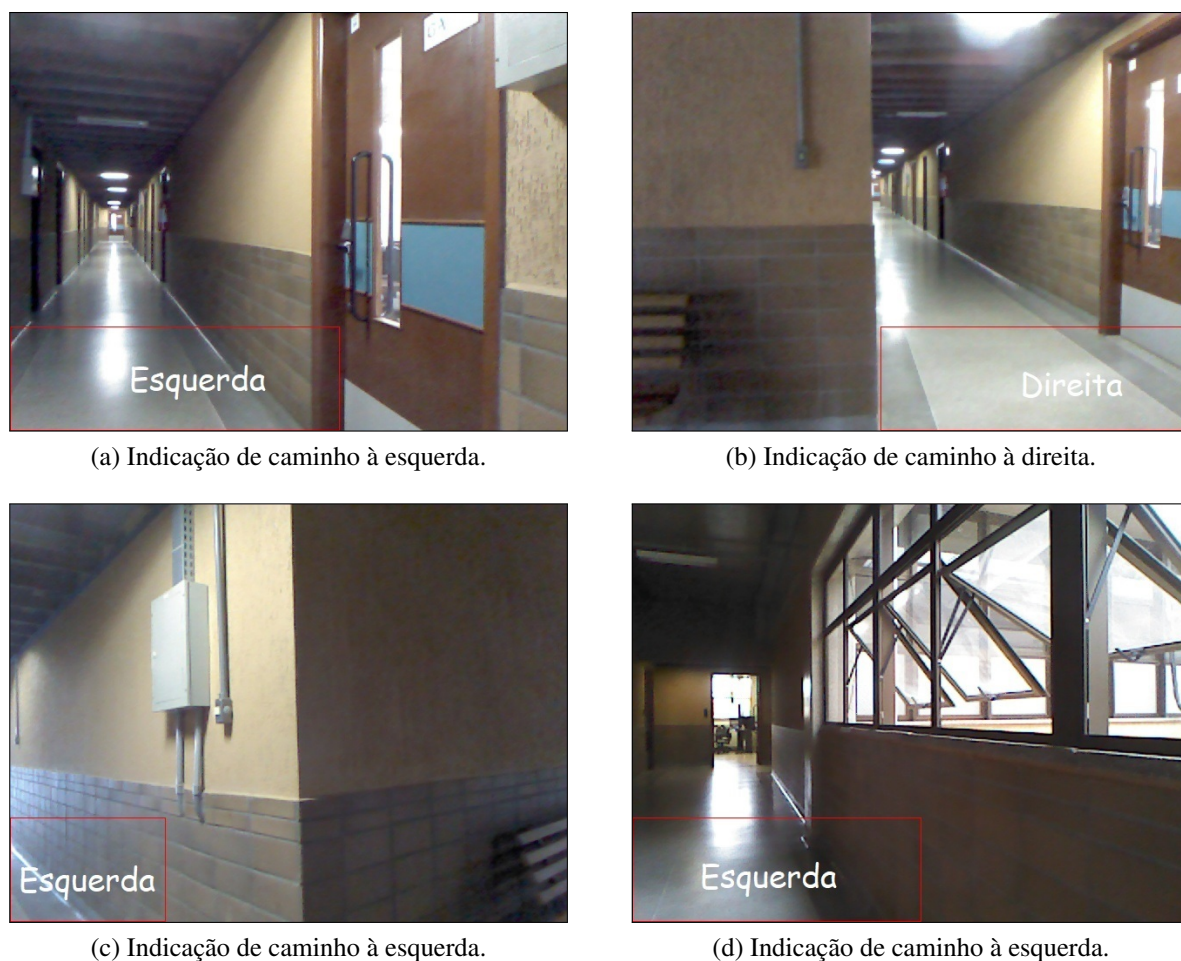 GA
Esquerda
Direita
(a) Indicação de caminho à esquerda.
(b) Indicação de caminho à direita.
Esquerda
Esquerda
(c) Indicação de caminho à esquerda.
(d) Indicação de caminho à esquerda.